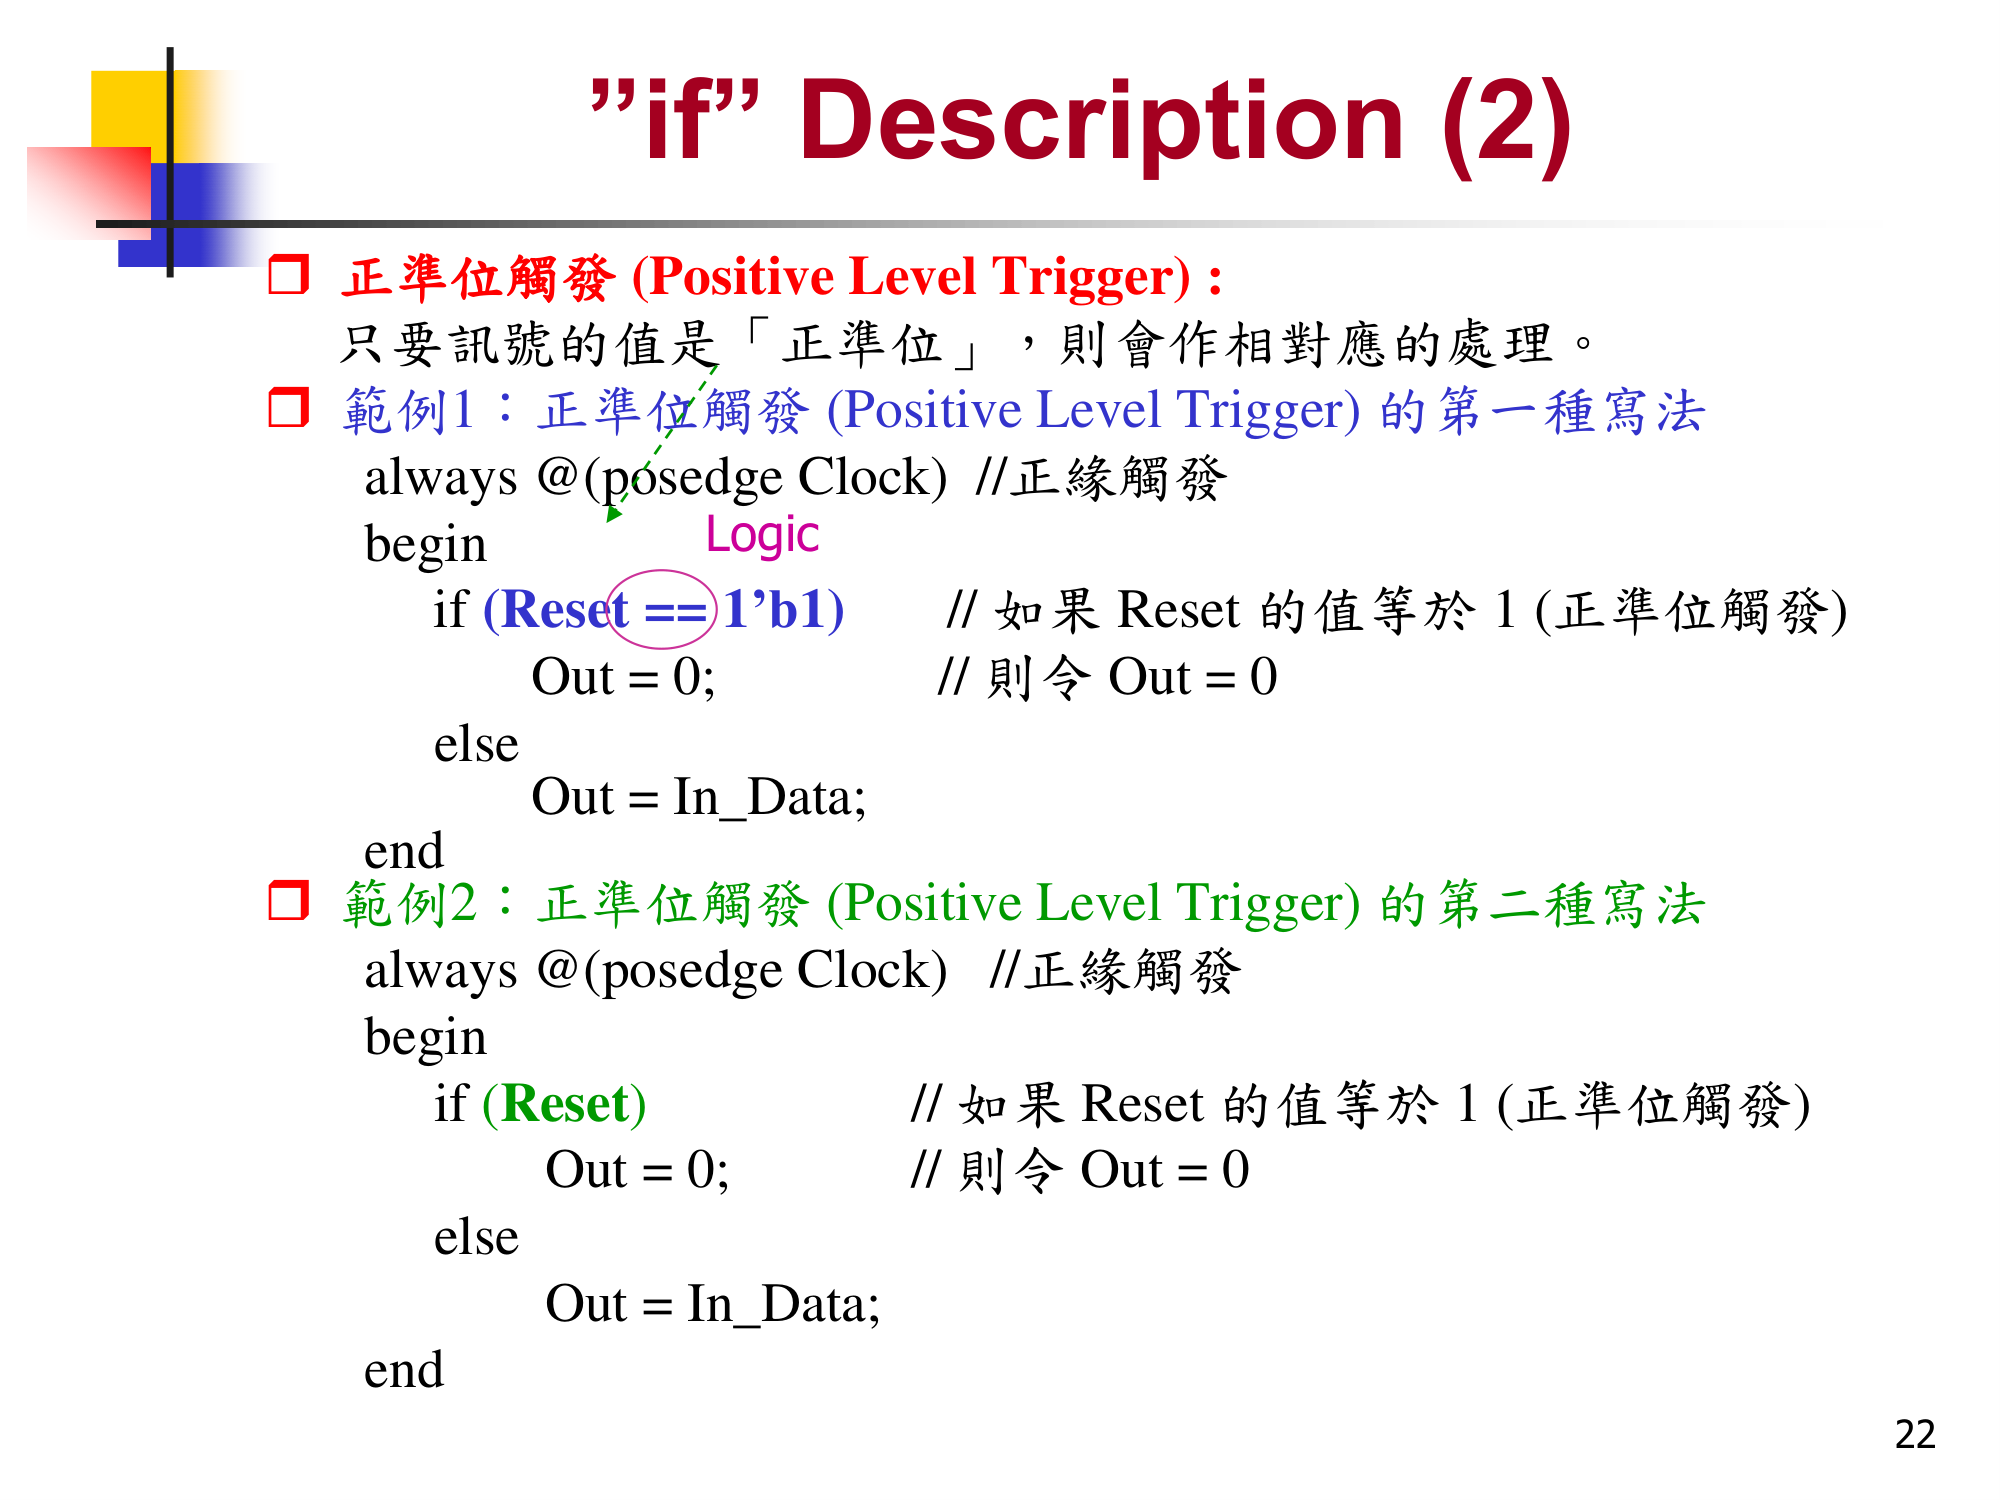 ”if” Description (2)
正準位觸發 (Positive Level Trigger) :
只要訊號的值是「正準位」，則會作相對應的處理。
範例1：正準位觸發 (Positive Level Trigger) 的第一種寫法
always @(posedge Clock) //正緣觸發
begin
Logic
if (Reset == 1’b1) // 如果 Reset 的值等於 1 (正準位觸發)
Out = 0; // 則令 Out = 0
else
Out = In_Data;
end
範例2：正準位觸發 (Positive Level Trigger) 的第二種寫法
always @(posedge Clock) //正緣觸發
begin
if (Reset) // 如果 Reset 的值等於 1 (正準位觸發)
Out = 0; // 則令 Out = 0
else
Out = In_Data;
end
22